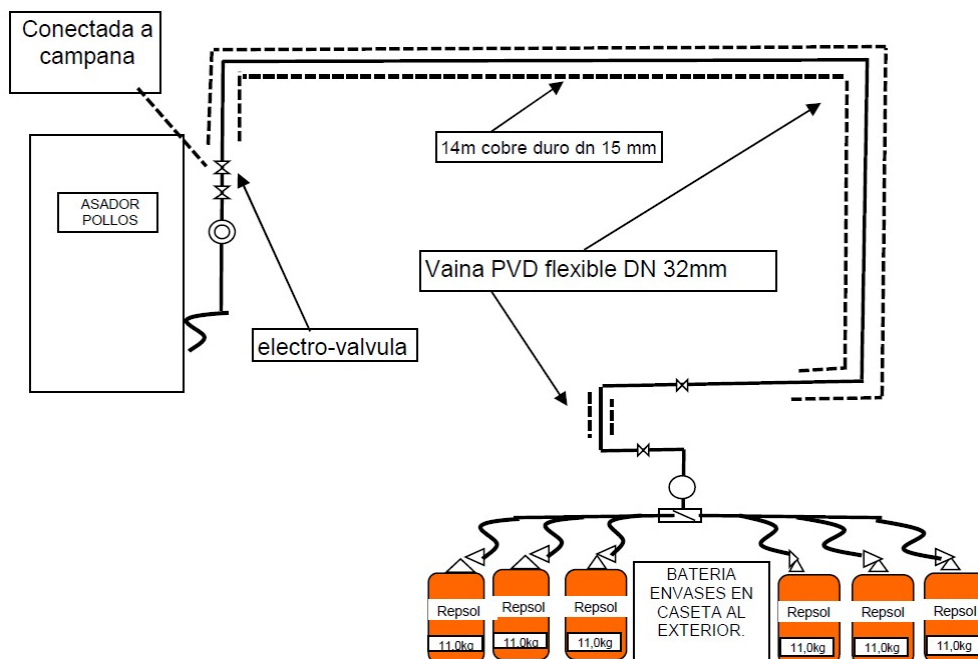 Conectada a
campana
14m cobre duro dn 15 mm
ASADOR
POLLOS
Vaina PVD flexible DN 32mm
electro-valvula
BATERIA
ENVASES EN
CASETA AL
EXTERIOR.
Repsol
Repsol
Repsol
Repsol
Repsol
Repsol
11,0kg
11,0kg
11,0kg
11,0kg
11,0kg
11,0kg